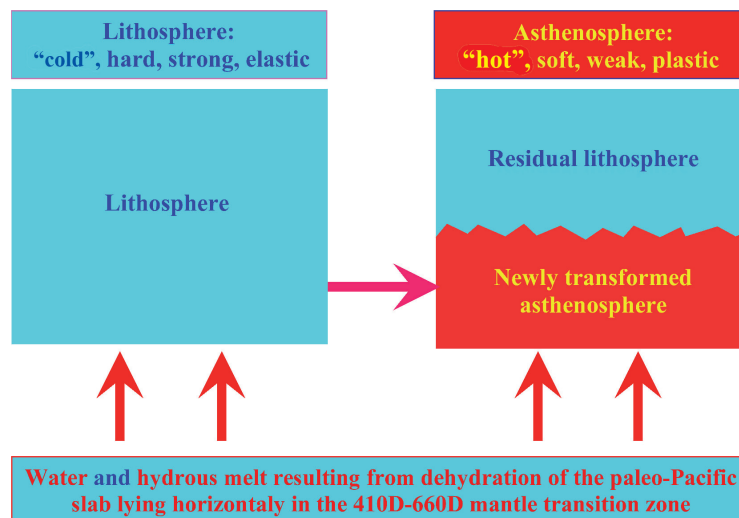 Lithosphere:
“cold”, hard, strong, elastic
Asthenosphere:
“hot”, soft, weak, plastic
Lithosphere
Residual lithosphere
Newly transformed
asthenosphere
Water and hydrous melt resulting from dehydration of the paleo-Pacific
slab lying horizontaly in the 410D-660D mantle transition zone